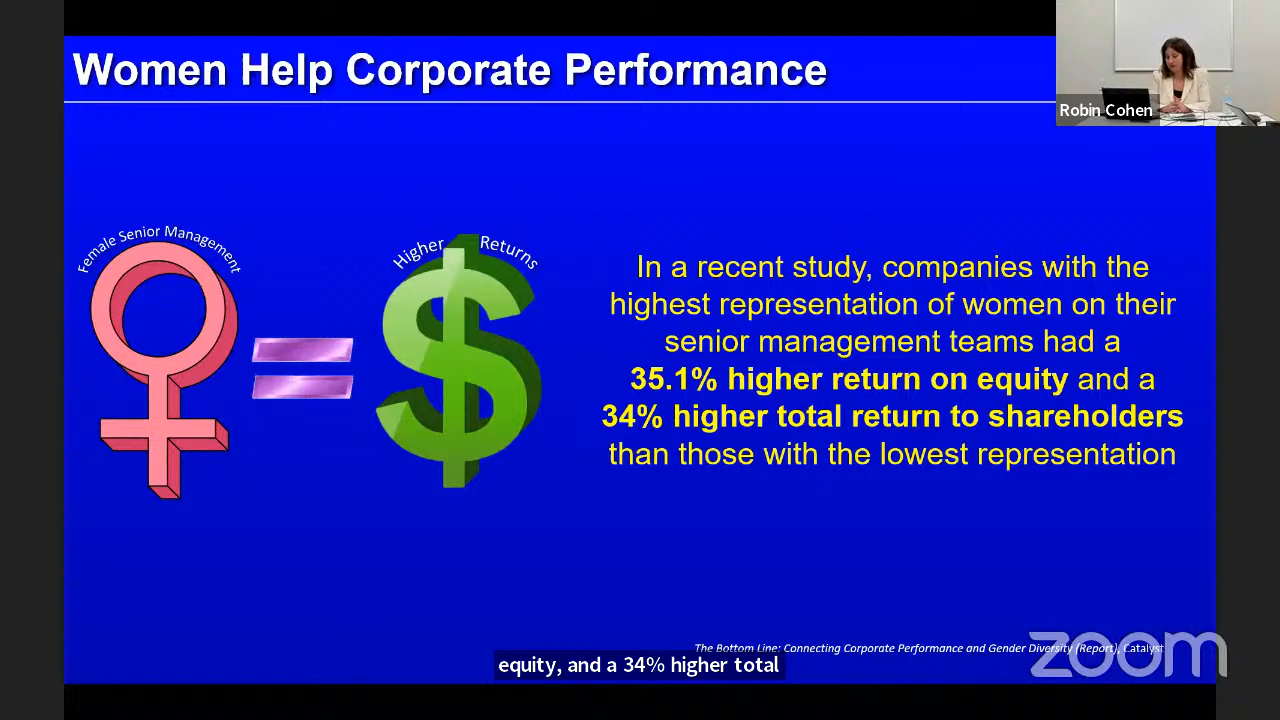 Women Help Corporate Performance
Robin Cohen
Female Senior Management
Higher Returns
In a recent study, companies with the
highest representation of women on their
senior management teams had a
35.1% higher return on equity and a
34% higher total return to shareholders
than those with the lowest representation
The Bottom Line: Connecting Corporate Performance and Gender Diversity (Report), Catalyst
equity, and a 34% higher total
zoom